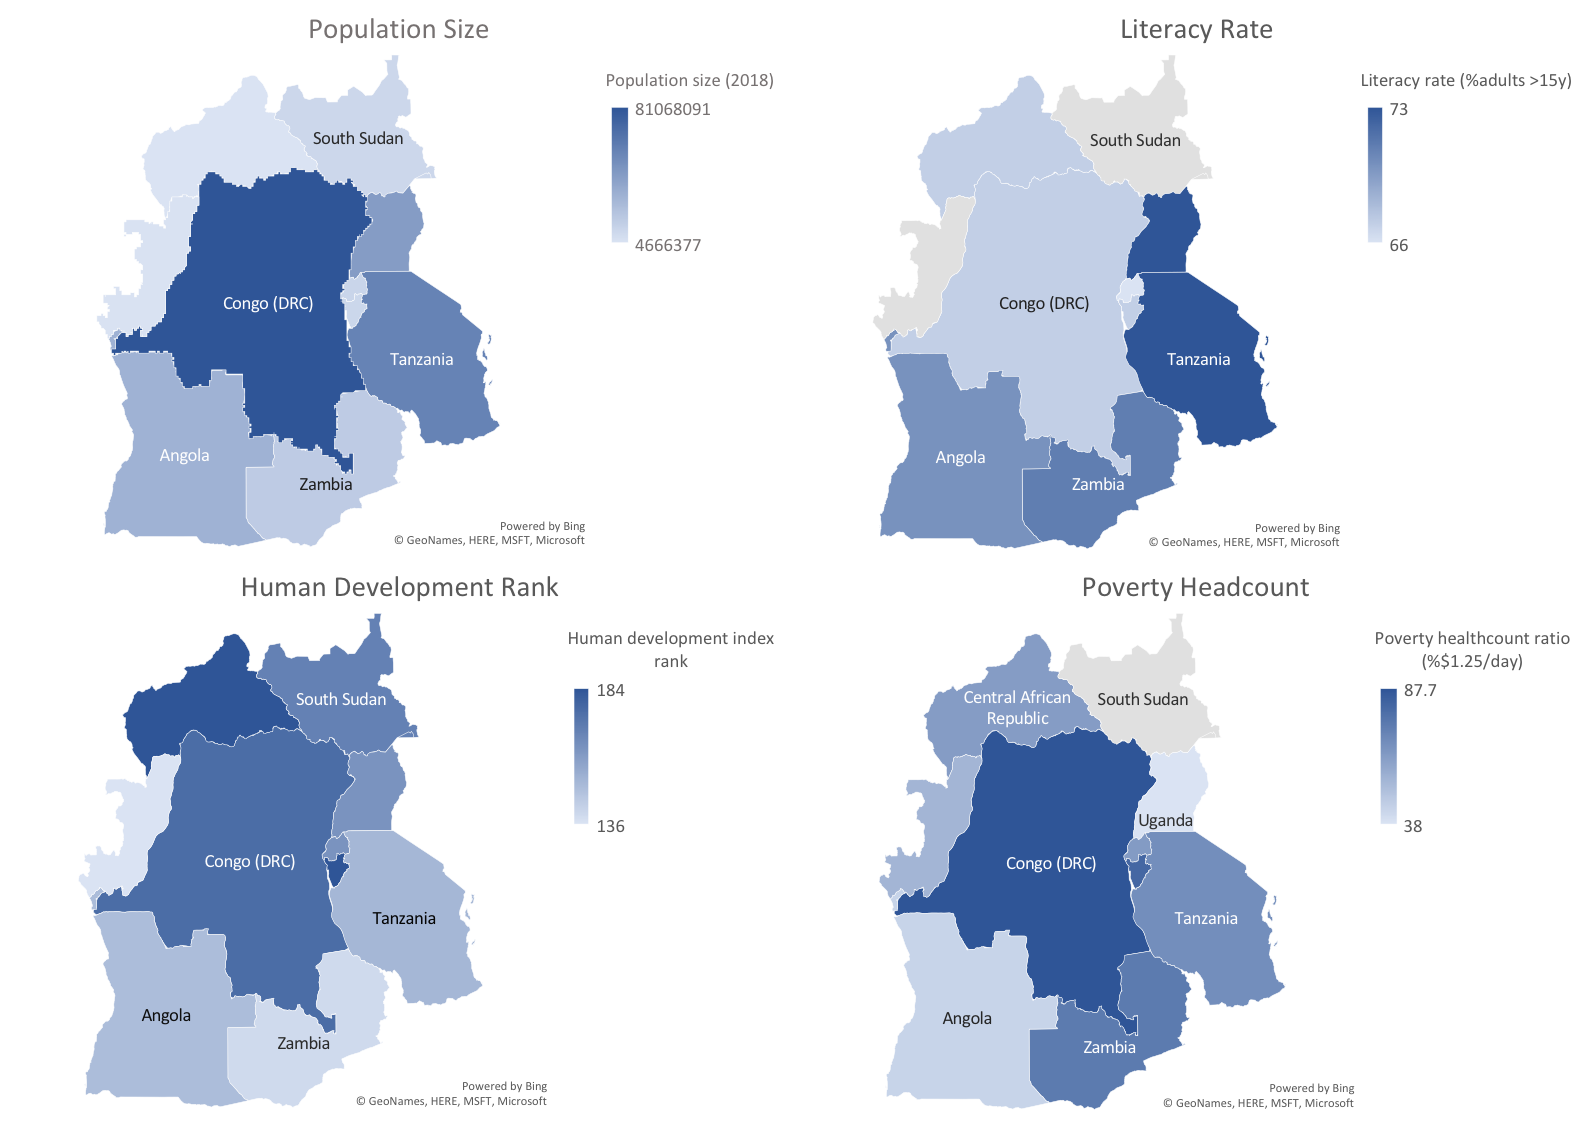 Population Size
Population size (2018)
81068091
4666377
South Sudan
Congo (DRC)
Tanzania
Angola
Zambia
Powered by Bing
© GeoNames, HERE, MSFT, Microsoft
Literacy Rate
Literacy rate (%adults >15y)
73
66
South Sudan
Congo (DRC)
Tanzania
Angola
Zambia
Powered by Bing
© GeoNames, HERE, MSFT, Microsoft
Human Development Rank
Human development index
rank
184
136
South Sudan
Congo (DRC)
Tanzania
Angola
Zambia
Powered by Bing
© GeoNames, HERE, MSFT, Microsoft
Poverty Headcount
Poverty healthcount ratio
(%$1.25/day)
87.7
38
Central African
Republic
South Sudan
Uganda
Congo (DRC)
Tanzania
Angola
Zambia
Powered by Bing
© GeoNames, HERE, MSFT, Microsoft